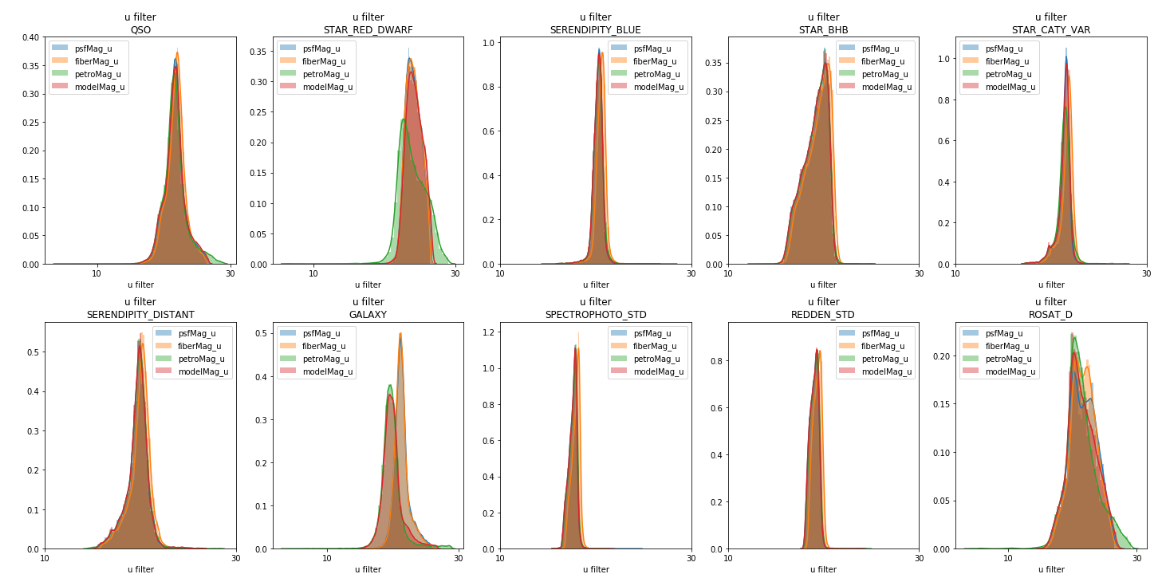 u filter
QSO
psfMag_u
fiberMag_u
petroMag_u
modelMag_u
0.40
0.35
0.30
0.25
0.20
0.15
0.10
0.05
0.00
10
30
u filter
u filter
STAR_RED_DWARF
psfMag_u
fiberMag_u
petroMag_u
modelMag_u
0.35
0.30
0.25
0.20
0.15
0.10
0.05
0.00
10
30
u filter
u filter
SERENDIPITY_BLUE
psfMag_u
fiberMag_u
petroMag_u
modelMag_u
1.0
0.8
0.6
0.4
0.2
0.0
10
30
u filter
u filter
STAR_BHB
psfMag_u
fiberMag_u
petroMag_u
modelMag_u
0.35
0.30
0.25
0.20
0.15
0.10
0.05
0.00
10
30
u filter
u filter
STAR_CATY_VAR
psfMag_u
fiberMag_u
petroMag_u
modelMag_u
1.0
0.8
0.6
0.4
0.2
0.0
10
30
u filter
u filter
SERENDIPITY_DISTANT
psfMag_u
fiberMag_u
petroMag_u
modelMag_u
0.5
0.4
0.3
0.2
0.1
0.0
10
30
u filter
u filter
GALAXY
psfMag_u
fiberMag_u
petroMag_u
modelMag_u
0.5
0.4
0.3
0.2
0.1
0.0
10
30
u filter
u filter
SPECTROPHOTO_STD
psfMag_u
fiberMag_u
petroMag_u
modelMag_u
1.2
1.0
0.8
0.6
0.4
0.2
0.0
10
30
u filter
u filter
REDDEN_STD
psfMag_u
fiberMag_u
petroMag_u
modelMag_u
0.8
0.6
0.4
0.2
0.0
10
30
u filter
u filter
ROSAT_D
psfMag_u
fiberMag_u
petroMag_u
modelMag_u
0.20
0.15
0.10
0.05
0.00
10
30
u filter